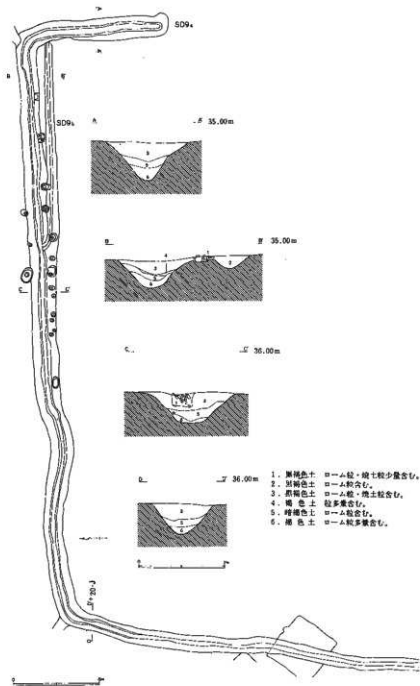 SD9a
SD9b
A
A'
35.00m
B
B'
35.00m
C
C'
36.00m
D
D'
36.00m
1. 黒褐色土 ローム粒・焼土粒少量含む。
2. 黒褐色土 ローム粒含む。
3. 黒褐色土 ローム粒・焼土粒含む。
4. 褐色土 粒多量含む。
5. 暗褐色土 ローム粒含む。
6. 褐色土 ローム粒多量含む。